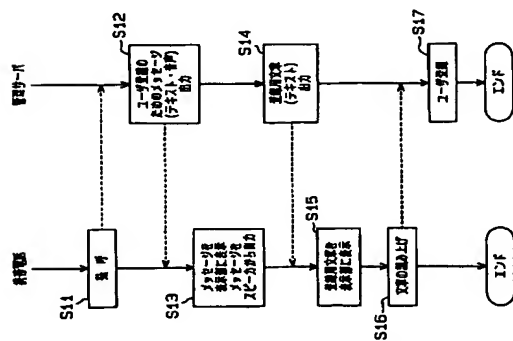 携帯電話
管理サーバ
S11
発呼
S12
ユーザ登録の
ためのメッセージ
(テキスト・音声)
出力
S13
メッセージを
表示部に表示
メッセージを
スピーカから出力
S14
登録用文章
(テキスト)
出力
S15
登録用文章を
表示部に表示
S16
文章の読み上げ
S17
ユーザ登録
エンド
エンド